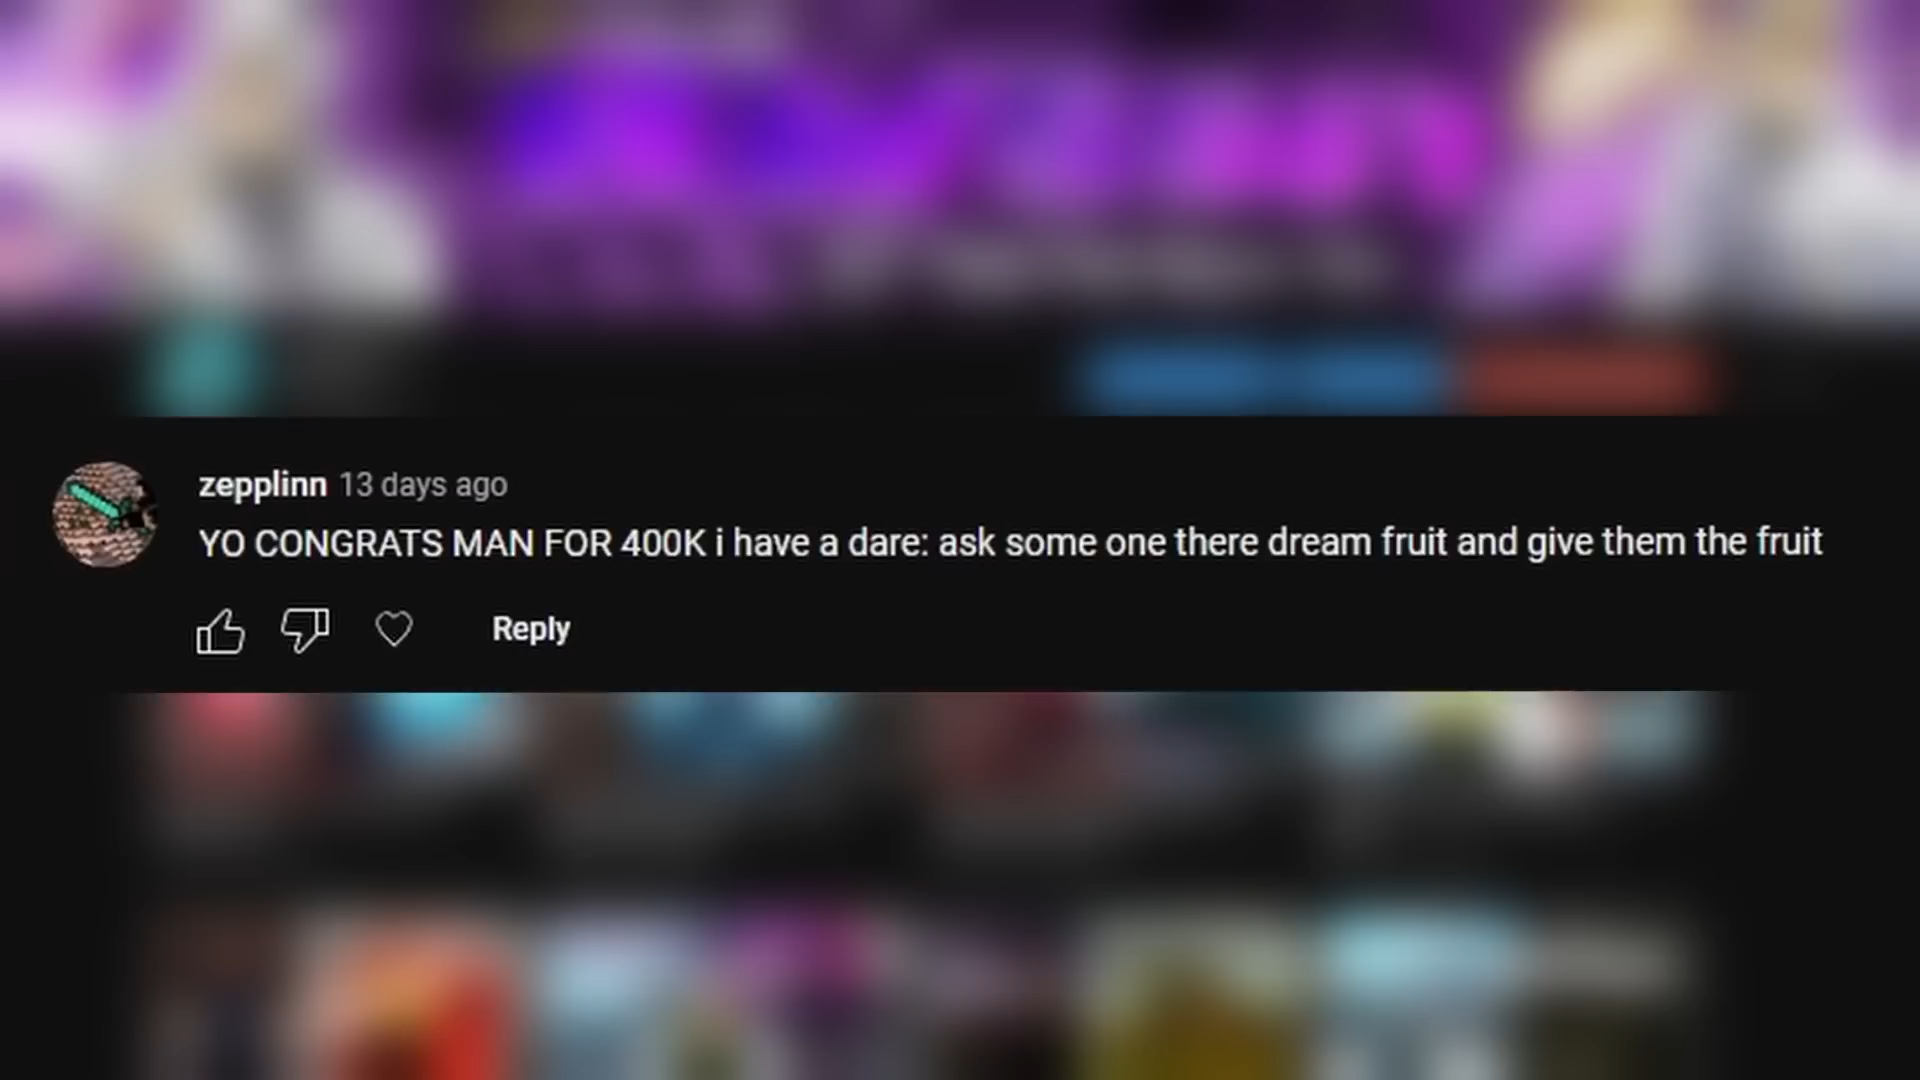 zepplinn 13 days ago
YO CONGRATS MAN FOR 400K i have a dare: ask some one there dream fruit and give them the fruit
Reply